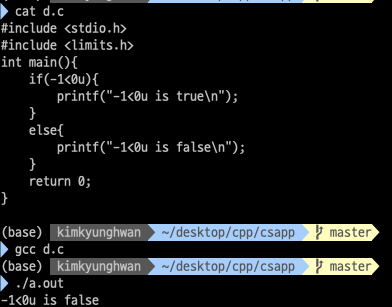 cat d.c
#include <stdio.h>
#include <limits.h>
int main(){
    if(-1<0u){
        printf("-1<0u is true\n");
    }
    else{
        printf("-1<0u is false\n");
    }
    return 0;
}
(base) kimkyunghwan ~/desktop/cpp/csapp master
gcc d.c
(base) kimkyunghwan ~/desktop/cpp/csapp master
./a.out
-1<0u is false